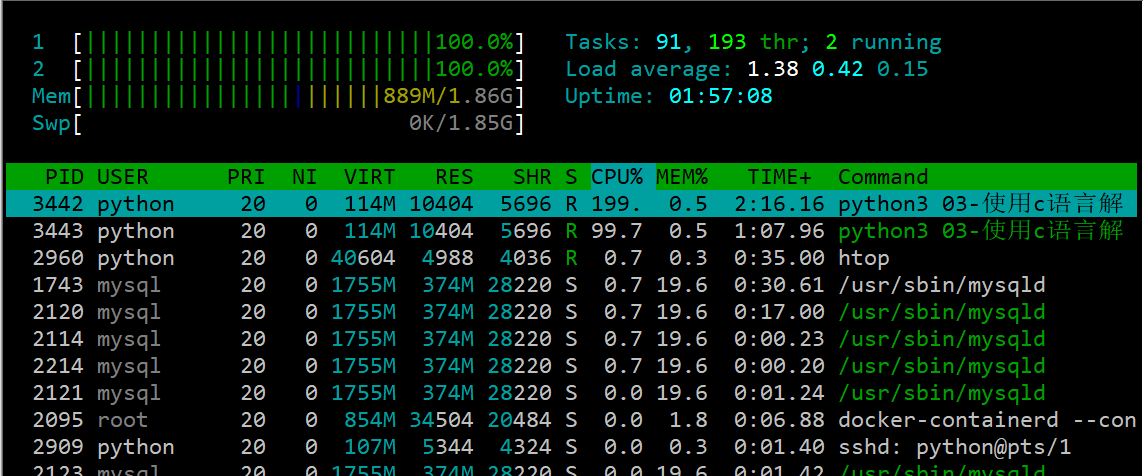 1 [||||||||||||||||||||||||||||100.0%] Tasks: 91, 193 thr; 2 running
2 [||||||||||||||||||||||||||||100.0%] Load average: 1.38 0.42 0.15
Mem[|||||||||||||||||||||||889M/1.86G] Uptime: 01:57:08
Swp[ 0K/1.85G]
PID USER PRI NI VIRT RES SHR S CPU% MEM% TIME+ Command
3442 python 20 0 114M 10404 5696 R 199. 0.5 2:16.16 python3 03-使用c语言解
3443 python 20 0 114M 10404 5696 R 99.7 0.5 1:07.96 python3 03-使用c语言解
2960 python 20 0 40604 4988 4036 R 0.7 0.3 0:35.00 htop
1743 mysql 20 0 1755M 374M 28220 S 0.7 19.6 0:30.61 /usr/sbin/mysqld
2120 mysql 20 0 1755M 374M 28220 S 0.7 19.6 0:17.00 /usr/sbin/mysqld
2114 mysql 20 0 1755M 374M 28220 S 0.7 19.6 0:00.23 /usr/sbin/mysqld
2214 mysql 20 0 1755M 374M 28220 S 0.7 19.6 0:00.20 /usr/sbin/mysqld
2121 mysql 20 0 1755M 374M 28220 S 0.0 19.6 0:01.24 /usr/sbin/mysqld
2095 root 20 0 854M 34504 20484 S 0.0 1.8 0:06.88 docker-containerd --con
2909 python 20 0 107M 5344 4324 S 0.0 0.3 0:01.40 sshd: python@pts/1
2123 mysql 20 0 1755M 374M 28220 S 0.0 19.6 0:01.42 /usr/sbin/mysqld